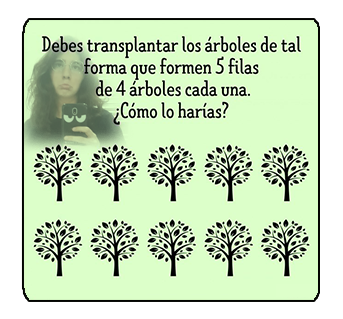 Debes transplantar los árboles de tal
forma que formen 5 filas
de 4 árboles cada una.
¿Cómo lo harías?